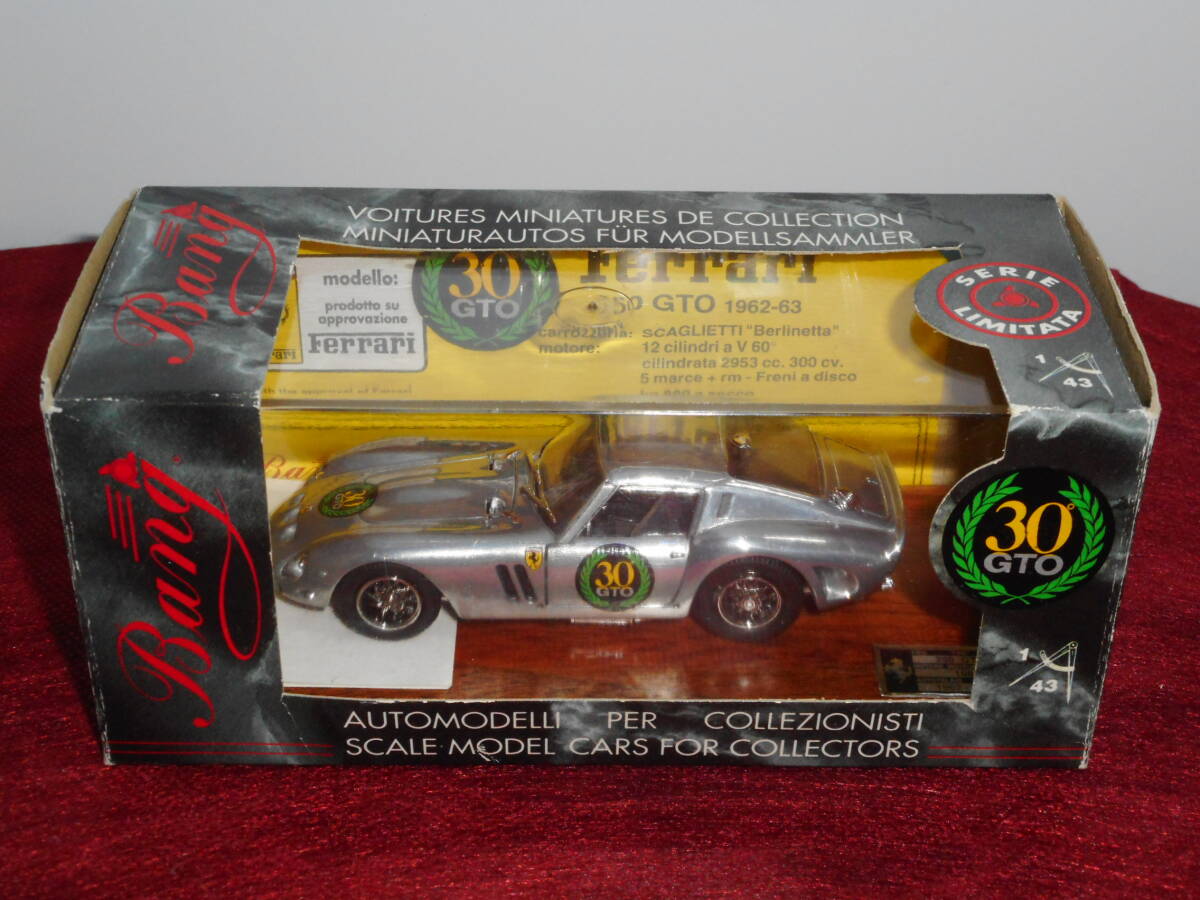 VOITURES MINIATURES DE COLLECTION
MINIATURAUTOS FÜR MODELLSAMMLER
Bang
modello:
prodotto su
approvazione
Ferrari
30
GTO
Ferrari
GTO 1962-63
SCAGLIETTI "Berlinetta"
motore: 12 cilindri a V 60°
cilindrata 2953 cc. 300 cv.
5 marce + rm - Freni a disco
SERIE
LIMITATA
1
43
Bang
30
GTO
30°
GTO
1
43
AUTOMODELLI PER COLLEZIONISTI
SCALE MODEL CARS FOR COLLECTORS